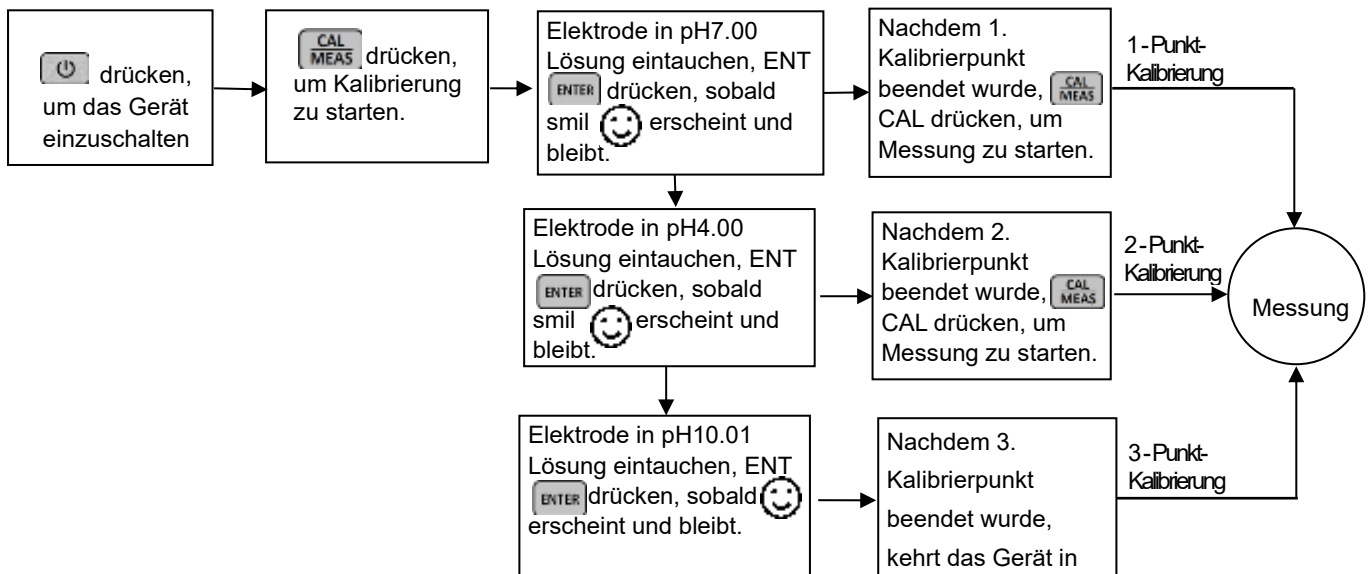 drücken,
um das Gerät
einzuschalten
CAL
MEAS drücken,
um Kalibrierung
zu starten.
Elektrode in pH7.00
Lösung eintauchen, ENT
ENTER drücken, sobald
smil erscheint und
bleibt.
Nachdem 1.
Kalibrierpunkt
beendet wurde, CAL
MEAS
CAL drücken, um
Messung zu starten.
1-Punkt-
Kalibrierung
Elektrode in pH4.00
Lösung eintauchen, ENT
ENTER drücken, sobald
smil erscheint und
bleibt.
Nachdem 2.
Kalibrierpunkt
beendet wurde, CAL
MEAS
CAL drücken, um
Messung zu starten.
2-Punkt-
Kalibrierung
Messung
Elektrode in pH10.01
Lösung eintauchen, ENT
ENTER drücken, sobald
erscheint und bleibt.
Nachdem 3.
Kalibrierpunkt
beendet wurde,
kehrt das Gerät in
3-Punkt-
Kalibrierung